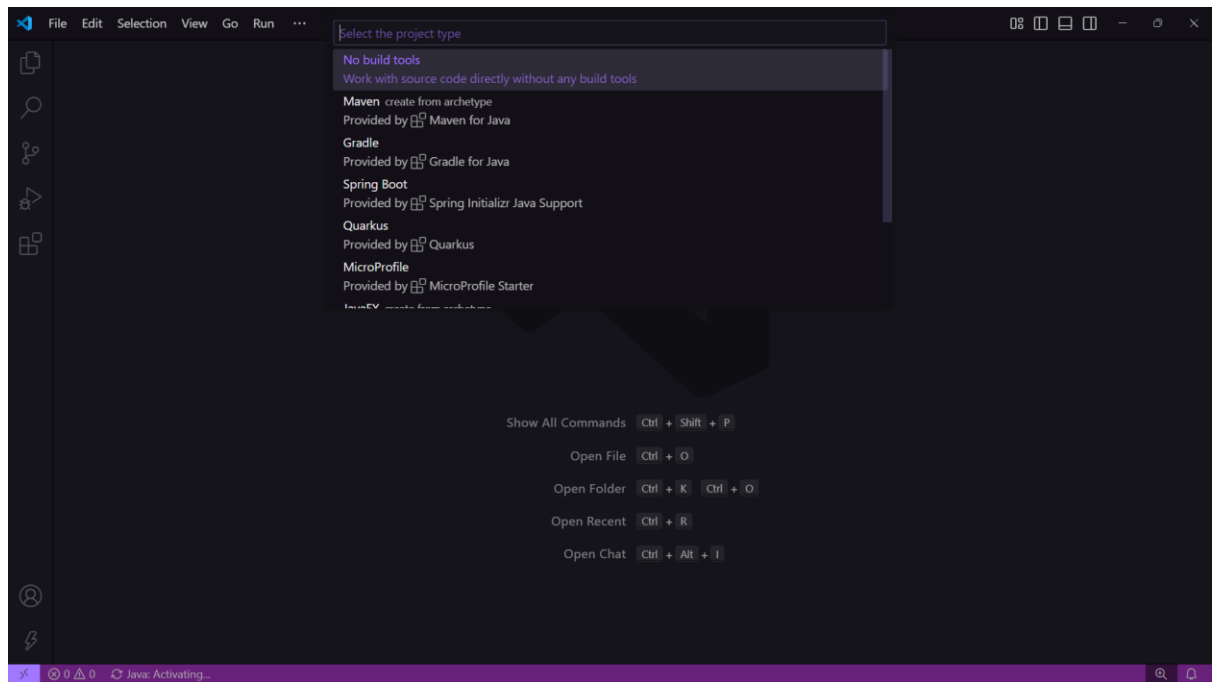 File Edit Selection View Go Run ···
Select the project type
No build tools
Work with source code directly without any build tools
Maven create from archetype
Provided by Maven for Java
Gradle
Provided by Gradle for Java
Spring Boot
Provided by Spring Initializr Java Support
Quarkus
Provided by Quarkus
MicroProfile
Provided by MicroProfile Starter
JavaFX create from archetype
Show All Commands Ctrl + Shift + P
Open File Ctrl + O
Open Folder Ctrl + K Ctrl + O
Open Recent Ctrl + R
Open Chat Ctrl + Alt + I
0 0 Java: Activating...